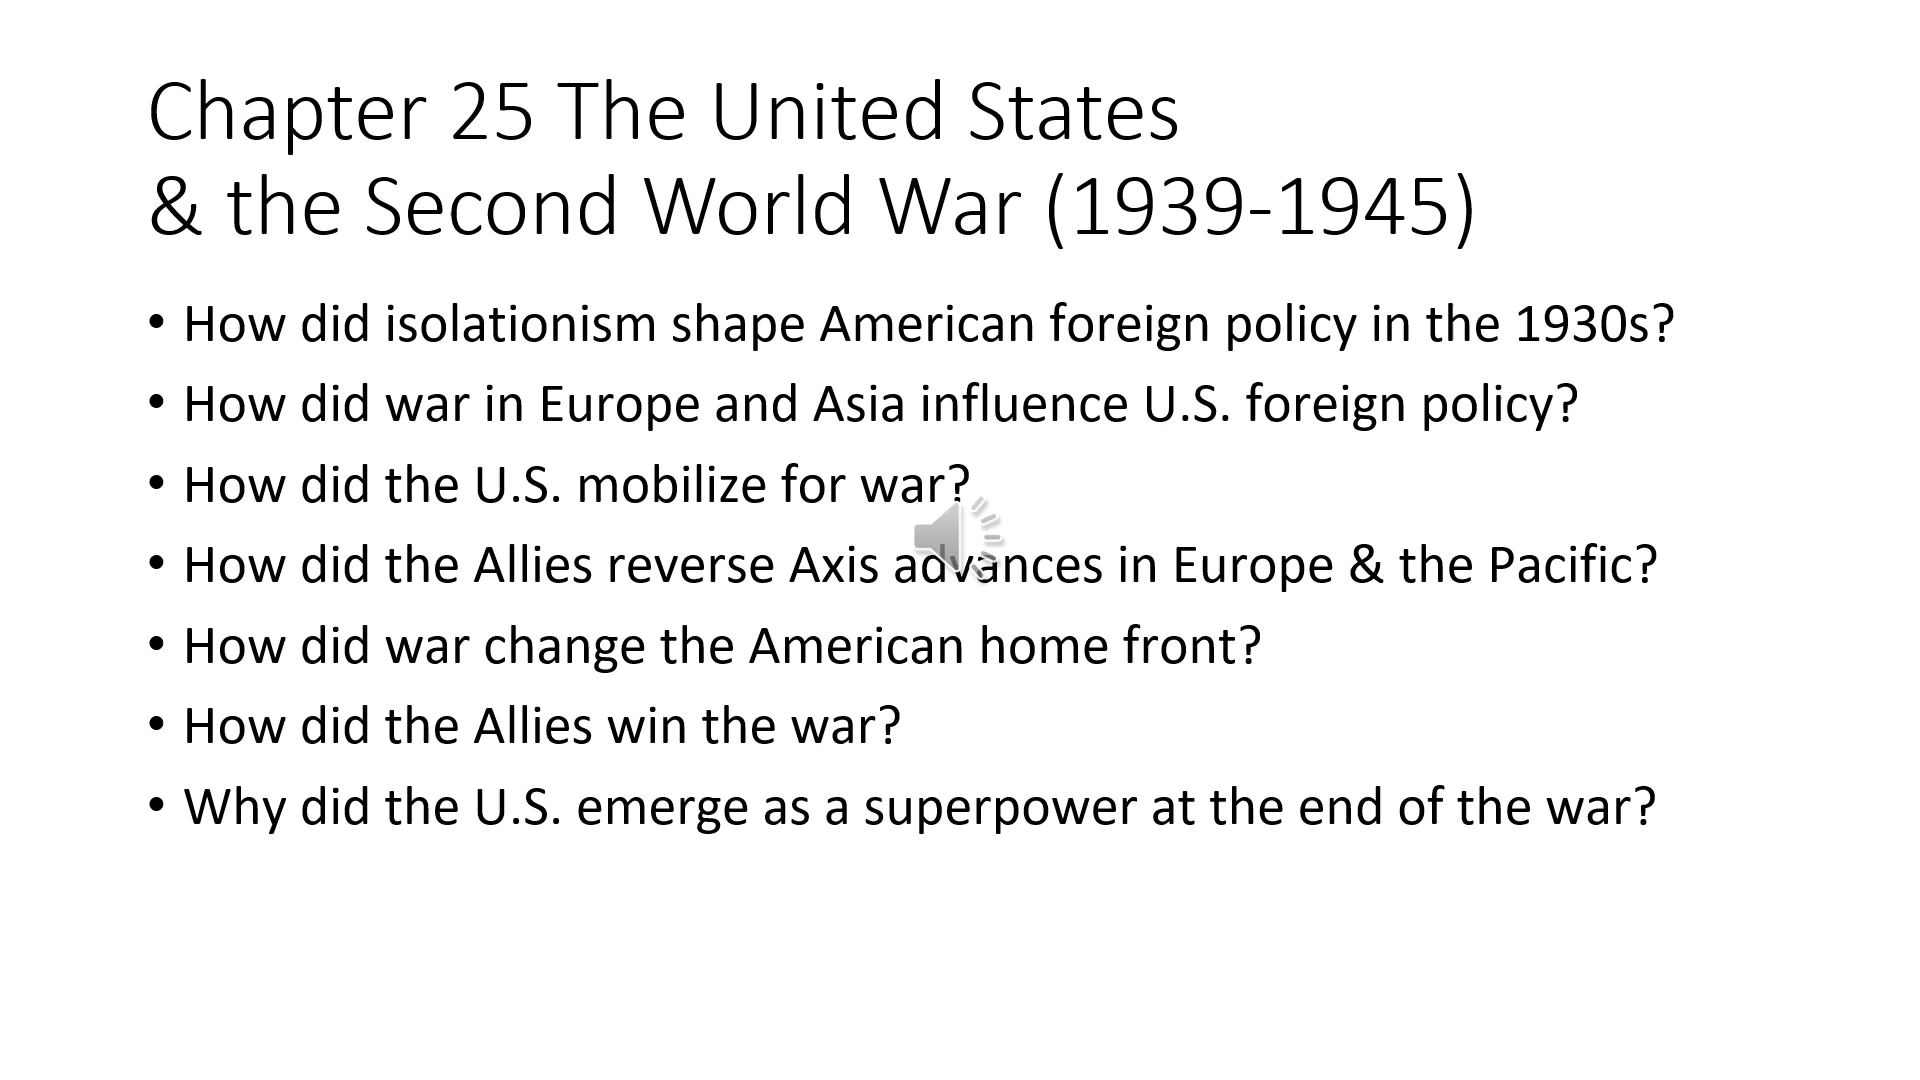 Chapter 25 The United States
& the Second World War (1939-1945)
• How did isolationism shape American foreign policy in the 1930s?
• How did war in Europe and Asia influence U.S. foreign policy?
• How did the U.S. mobilize for war?
• How did the Allies reverse Axis advances in Europe & the Pacific?
• How did war change the American home front?
• How did the Allies win the war?
• Why did the U.S. emerge as a superpower at the end of the war?